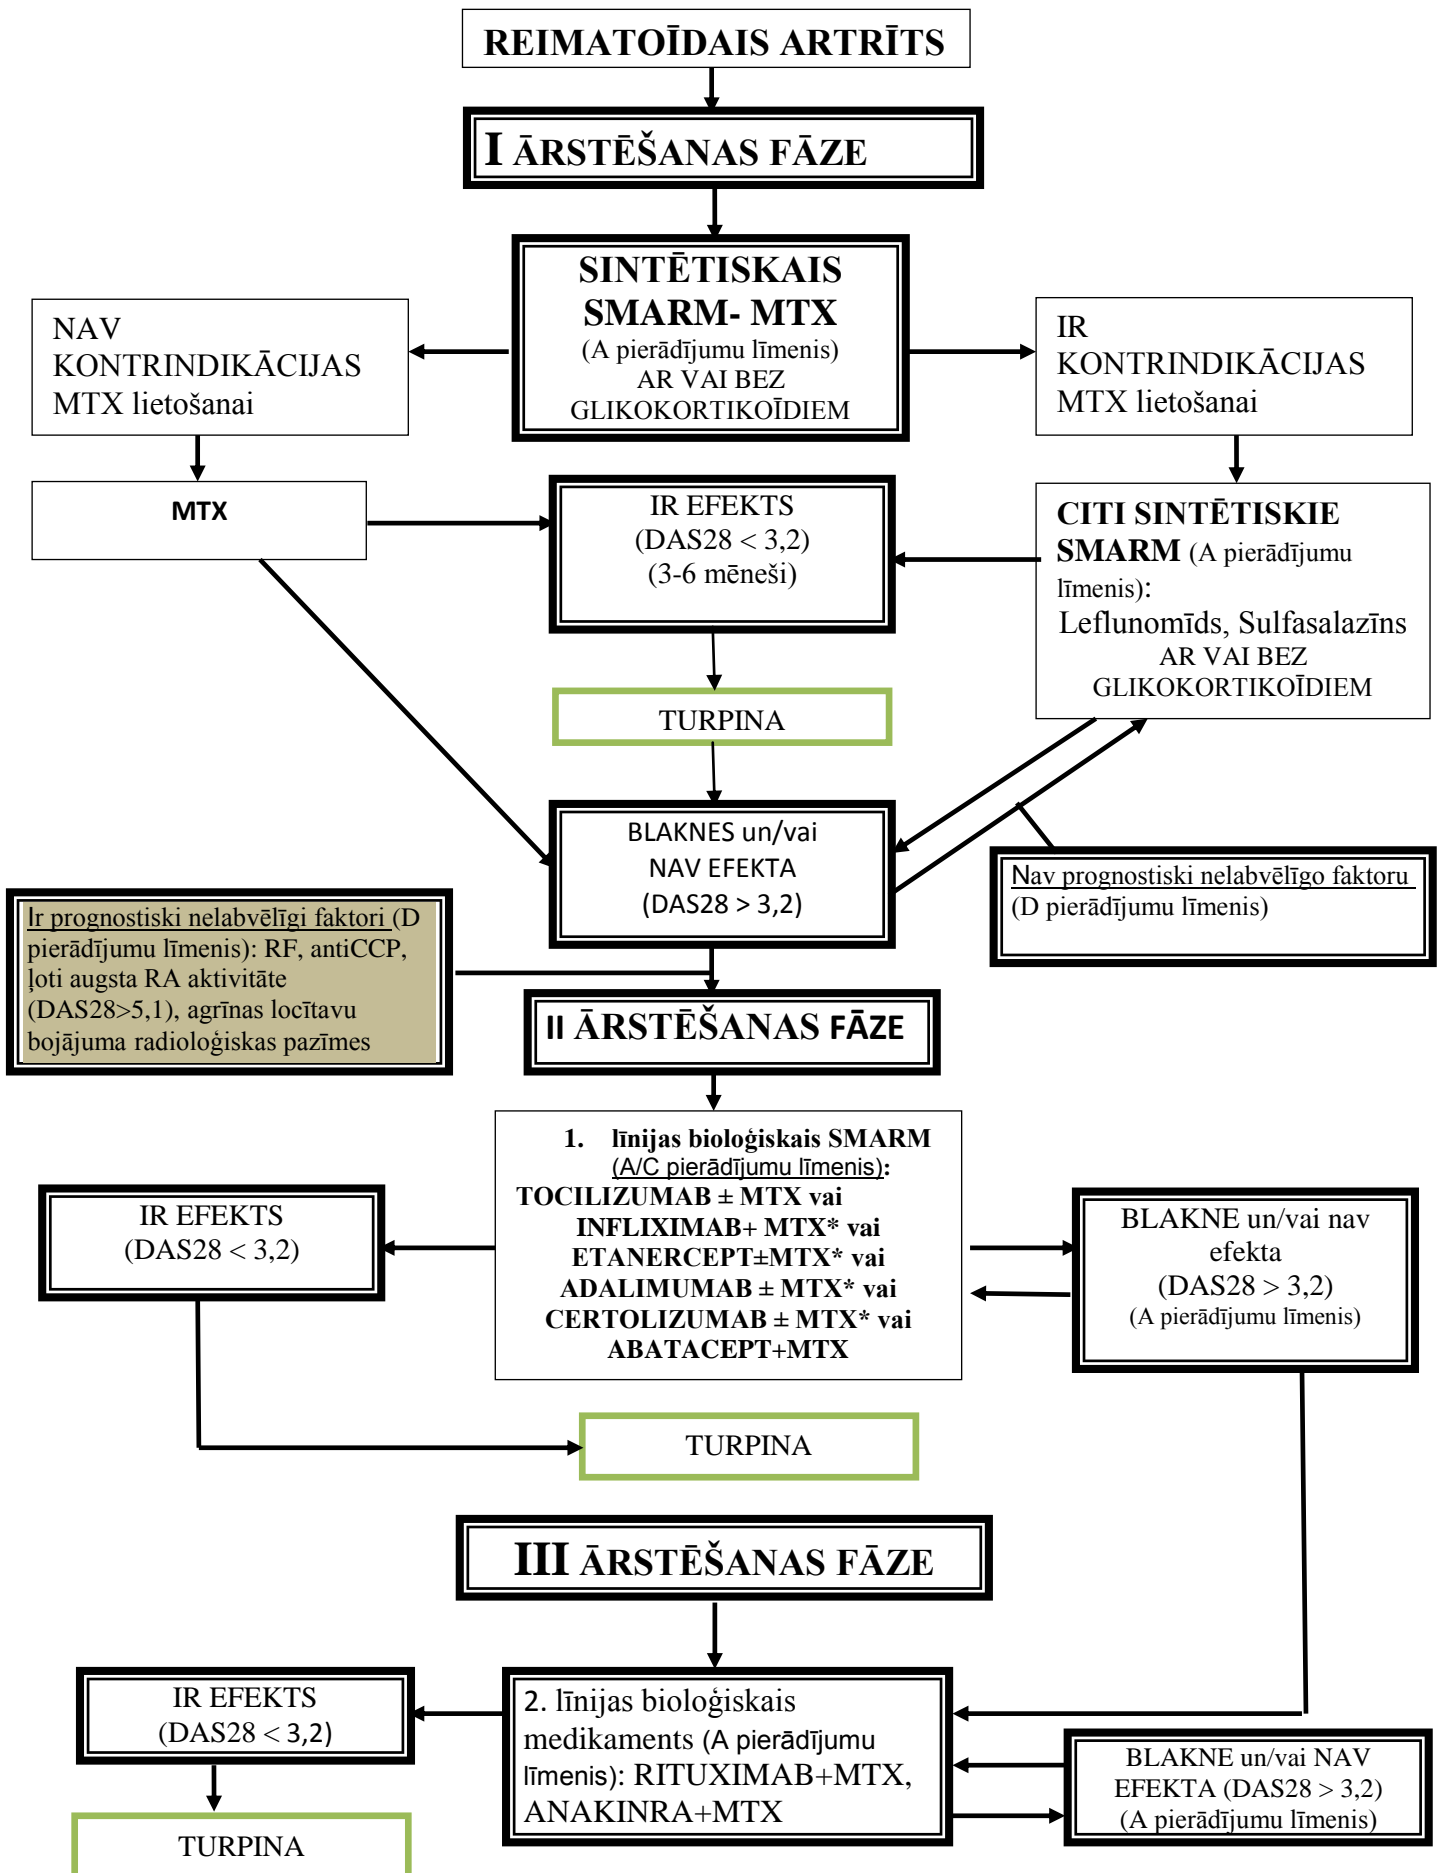 REIMATOĪDAIS ARTRĪTS
I ĀRSTĒŠANAS FĀZE
SINTĒTISKAIS
SMARM- MTX
(A pierādījumu līmenis)
AR VAI BEZ
GLIKOKORTIKOĪDIEM
NAV
KONTRINDIKĀCIJAS
MTX lietošanai
IR
KONTRINDIKĀCIJAS
MTX lietošanai
MTX
IR EFEKTS
(DAS28 < 3,2)
(3-6 mēneši)
CITI SINTĒTISKIE
SMARM (A pierādījumu
līmenis):
Leflunomīds, Sulfasalazīns
AR VAI BEZ
GLIKOKORTIKOĪDIEM
TURPINA
BLAKNES un/vai
NAV EFEKTA
(DAS28 > 3,2)
Nav prognostiski nelabvēlīgo faktoru
(D pierādījumu līmenis)
Ir prognostiski nelabvēlīgi faktori (D
pierādījumu līmenis): RF, antiCCP,
ļoti augsta RA aktivitāte
(DAS28>5,1), agrīnas locītavu
bojājuma radioloģiskas pazīmes
II ĀRSTĒŠANAS FĀZE
1. līnijas bioloģiskais SMARM
(A/C pierādījumu līmenis):
TOCILIZUMAB ± MTX vai
INFLIXIMAB+ MTX* vai
ETANERCEPT±MTX* vai
ADALIMUMAB ± MTX* vai
CERTOLIZUMAB ± MTX* vai
ABATACEPT+MTX
IR EFEKTS
(DAS28 < 3,2)
BLAKNE un/vai nav
efekta
(DAS28 > 3,2)
(A pierādījumu līmenis)
TURPINA
III ĀRSTĒŠANAS FĀZE
IR EFEKTS
(DAS28 < 3,2)
2. līnijas bioloģiskais
medikaments (A pierādījumu
līmenis): RITUXIMAB+MTX,
ANAKINRA+MTX
BLAKNE un/vai NAV
EFEKTA (DAS28 > 3,2)
(A pierādījumu līmenis)
TURPINA